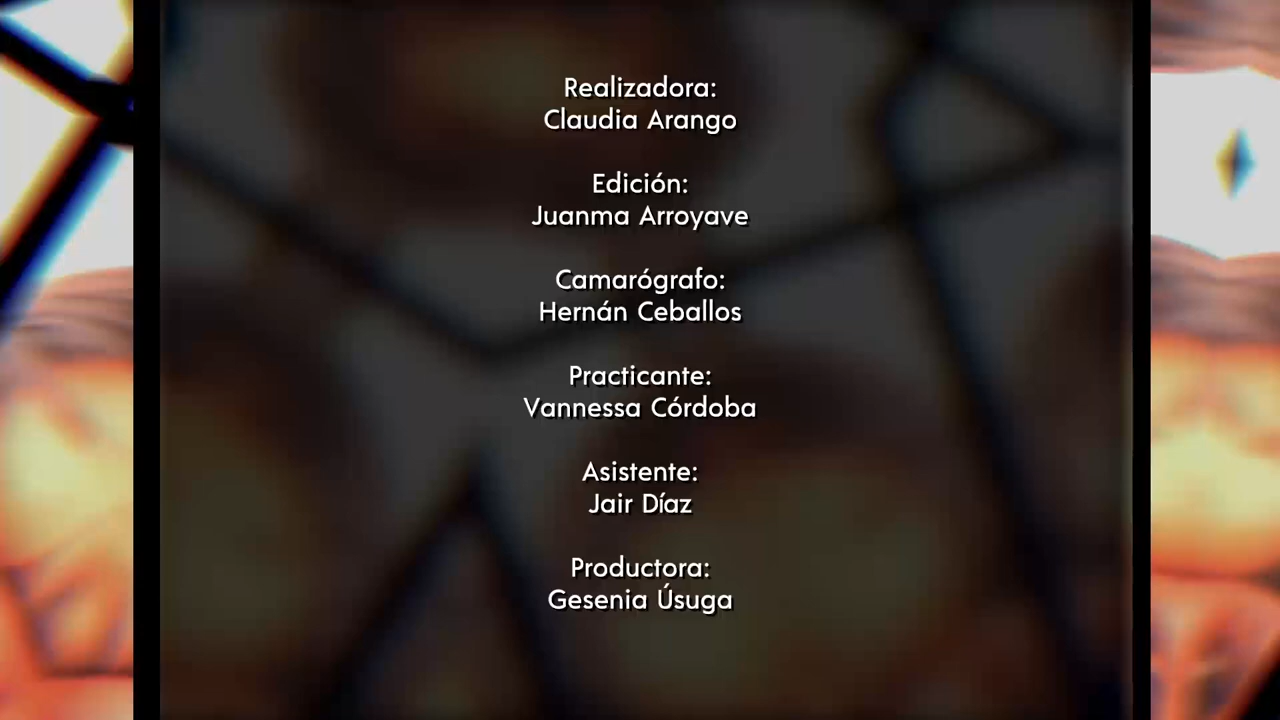 Realizadora:
Claudia Arango
Edición:
Juanma Arroyave
Camarógrafo:
Hernán Ceballos
Practicante:
Vannessa Córdoba
Asistente:
Jair Díaz
Productora:
Gesenia Úsuga